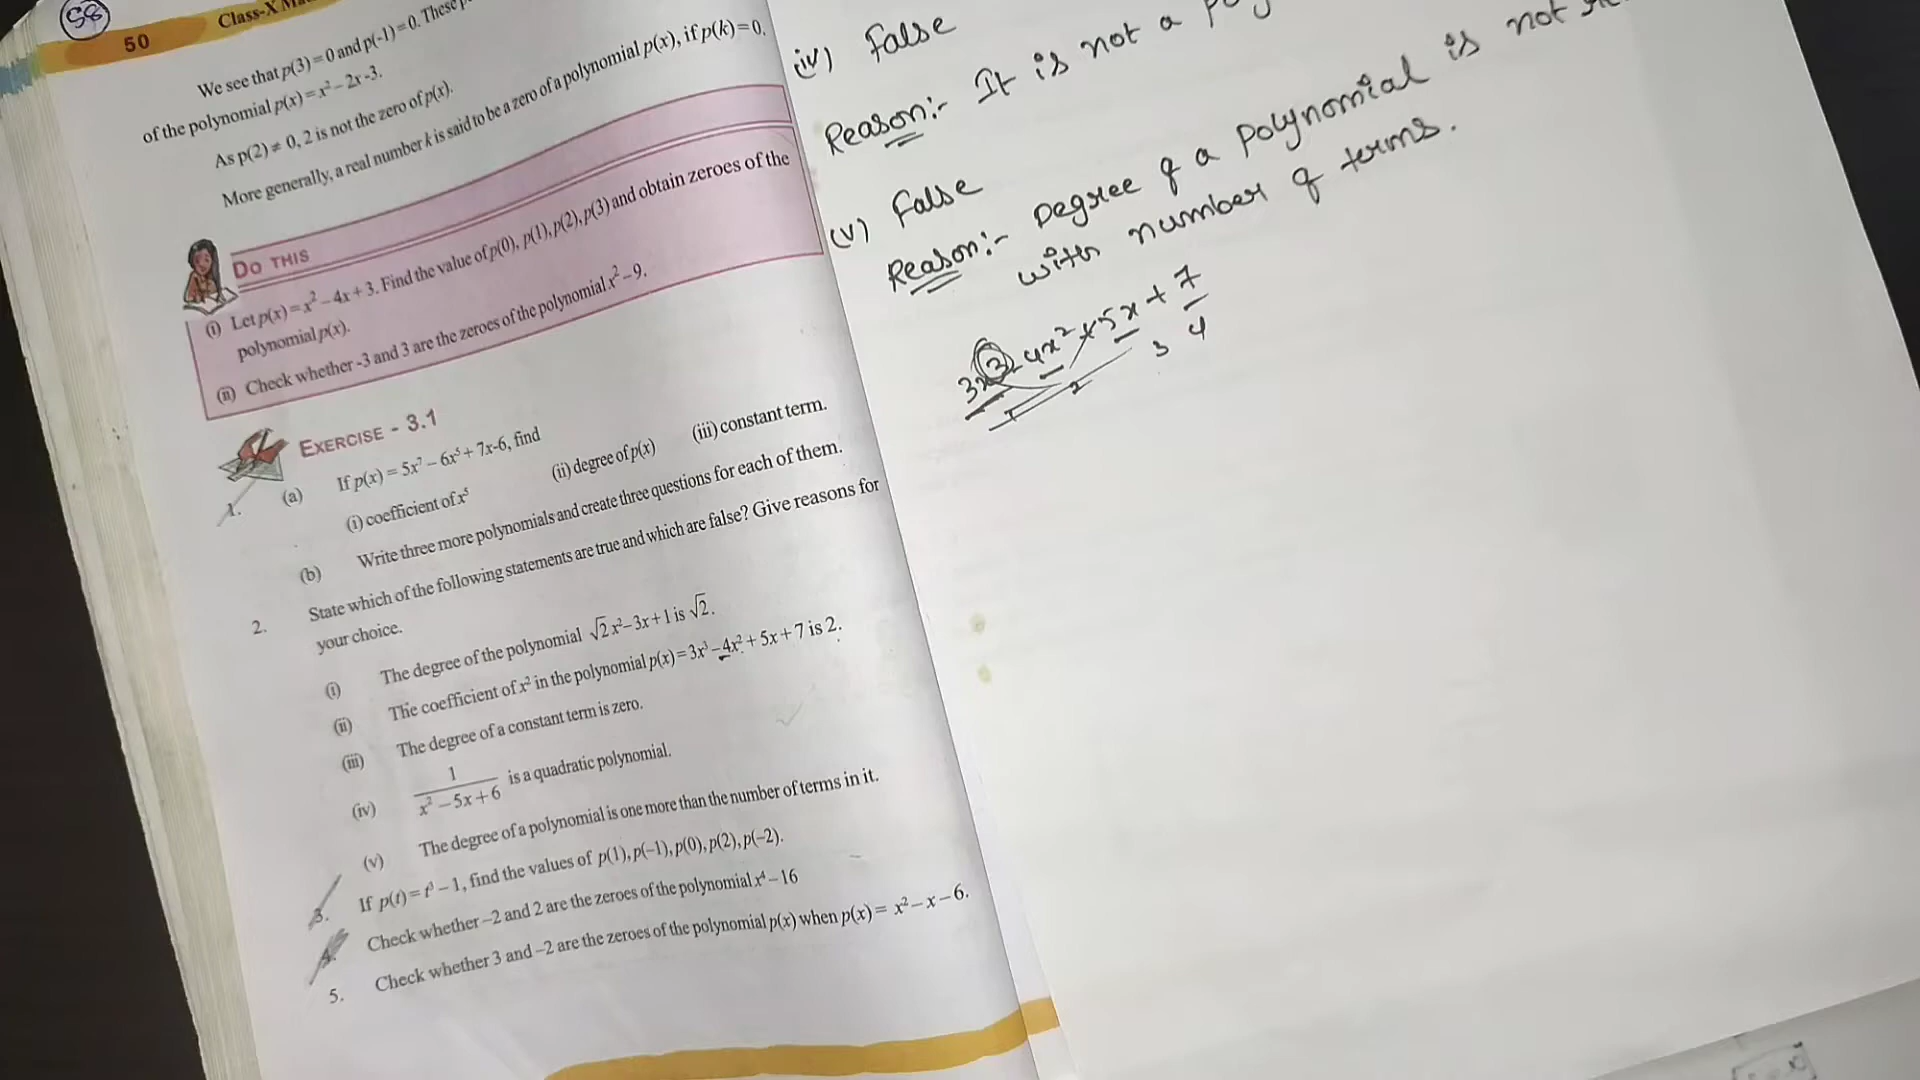 58
50
Class-X
We see that p(3) = 0 and p(-1) = 0. These
of the polynomial p(x) = x² – 2x -3.
As p(2) ≠ 0, 2 is not the zero of p(x).
More generally, a real number k is said to be a zero of a polynomial p(x), if p(k) = 0.
DO THIS
(i) Let p(x) = x² – 4x + 3. Find the value of p(0), p(1), p(2), p(3) and obtain zeroes of the
polynomial p(x).
(ii) Check whether -3 and 3 are the zeroes of the polynomial x² – 9.
EXERCISE - 3.1
1. (a) If p(x) = 5x⁷ – 6x⁵ + 7x-6, find
(i) coefficient of x⁵ (ii) degree of p(x) (iii) constant term.
(b) Write three more polynomials and create three questions for each of them.
2. State which of the following statements are true and which are false? Give reasons for
your choice.
(i) The degree of the polynomial √2 x² – 3x + 1 is √2.
(ii) The coefficient of x² in the polynomial p(x) = 3x³ – 4x² + 5x + 7 is 2.
(iii) The degree of a constant term is zero.
(iv) 1/(x² – 5x + 6) is a quadratic polynomial.
(v) The degree of a polynomial is one more than the number of terms in it.
3. If p(t) = t³ – 1, find the values of p(1), p(–1), p(0), p(2), p(–2).
4. Check whether –2 and 2 are the zeroes of the polynomial x⁴ – 16
5. Check whether 3 and –2 are the zeroes of the polynomial p(x) when p(x) = x² – x – 6.
(iv) False
Reason:- It is not a
(v) False
Reason:- Degree of a polynomial is not
with number of terms.
3x³ - 4x² + 5x + 7
1 2 3 4